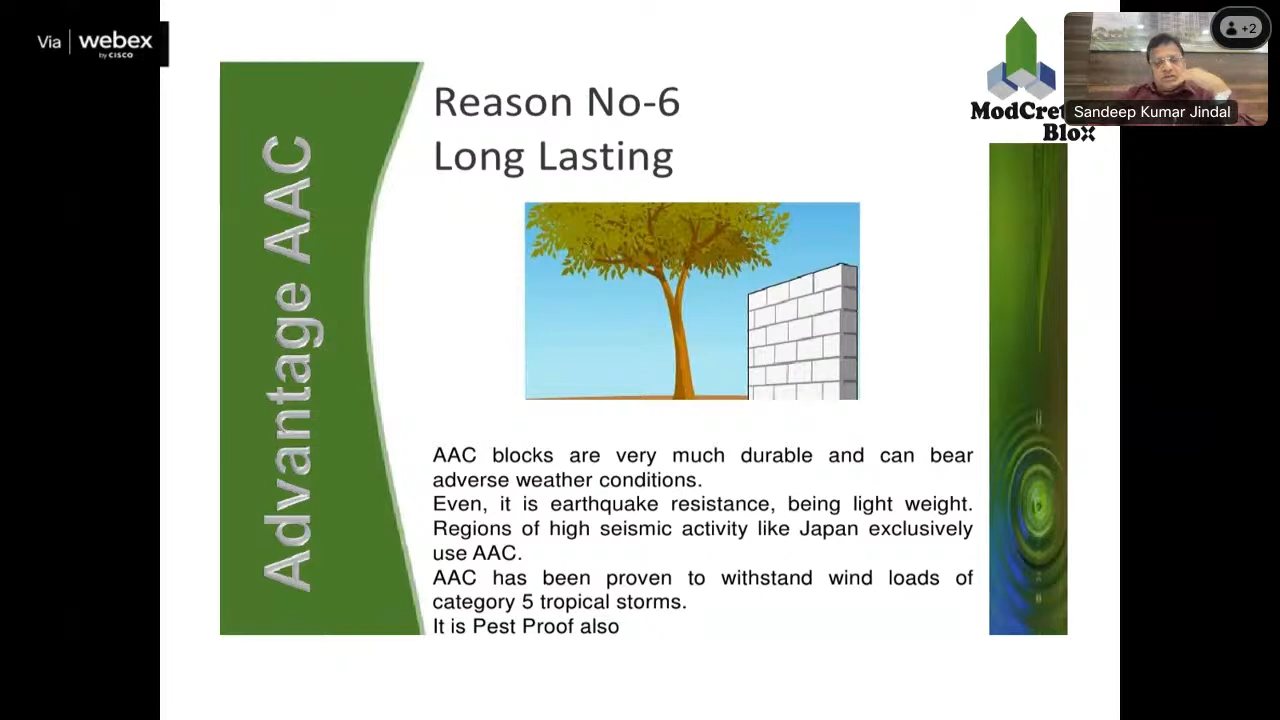 Via webex
by CISCO
+2
Sandeep Kumar Jindal
ModCret
Blox
Advantage AAC
Reason No-6
Long Lasting
AAC blocks are very much durable and can bear
adverse weather conditions.
Even, it is earthquake resistance, being light weight.
Regions of high seismic activity like Japan exclusively
use AAC.
AAC has been proven to withstand wind loads of
category 5 tropical storms.
It is Pest Proof also